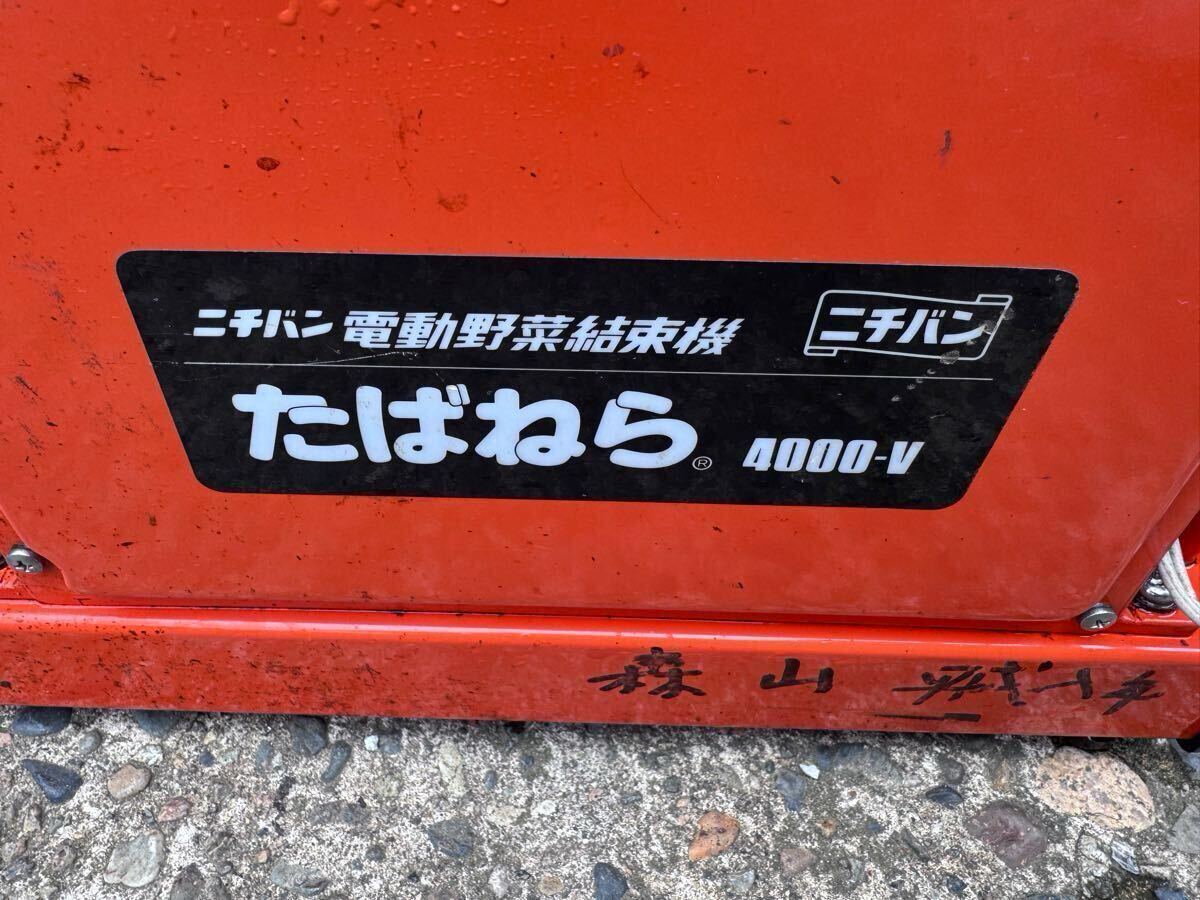 ニチバン 電動野菜結束機 ニチバン
たばねら® 4000-V
森山